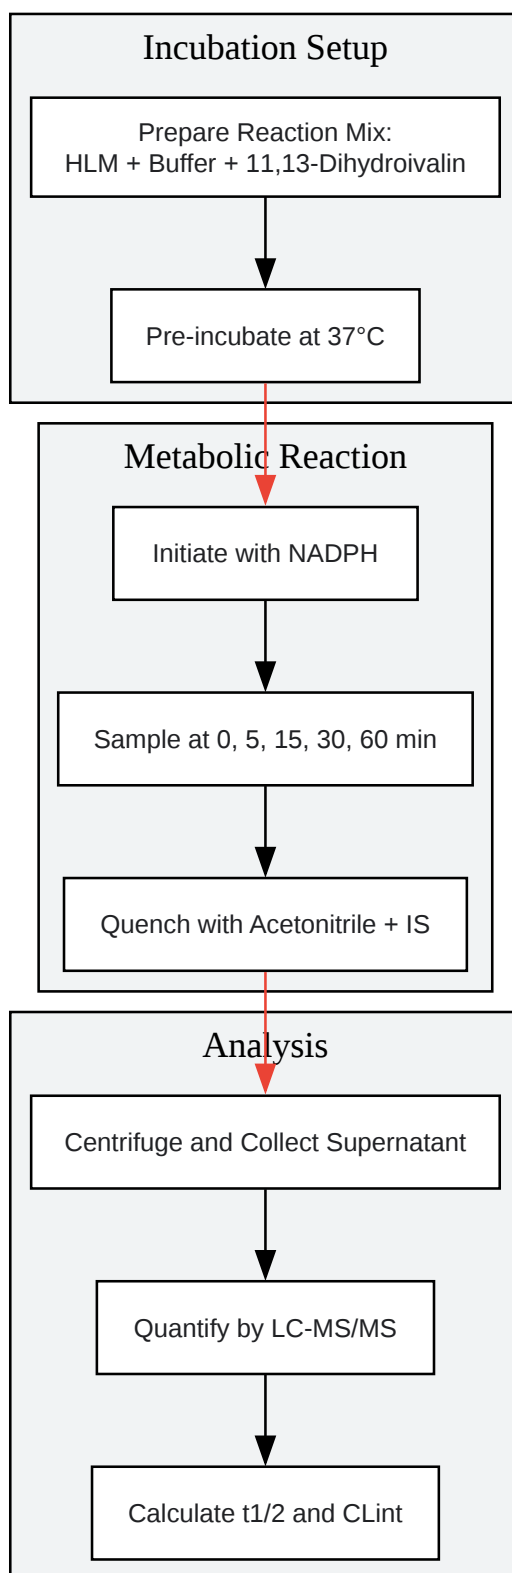 Incubation Setup
Prepare Reaction Mix:
HLM + Buffer + 11,13-Dihydroivalin
Pre-incubate at 37°C
Metabolic Reaction
Initiate with NADPH
Sample at 0, 5, 15, 30, 60 min
Quench with Acetonitrile + IS
Analysis
Centrifuge and Collect Supernatant
Quantify by LC-MS/MS
Calculate t1/2 and CLint